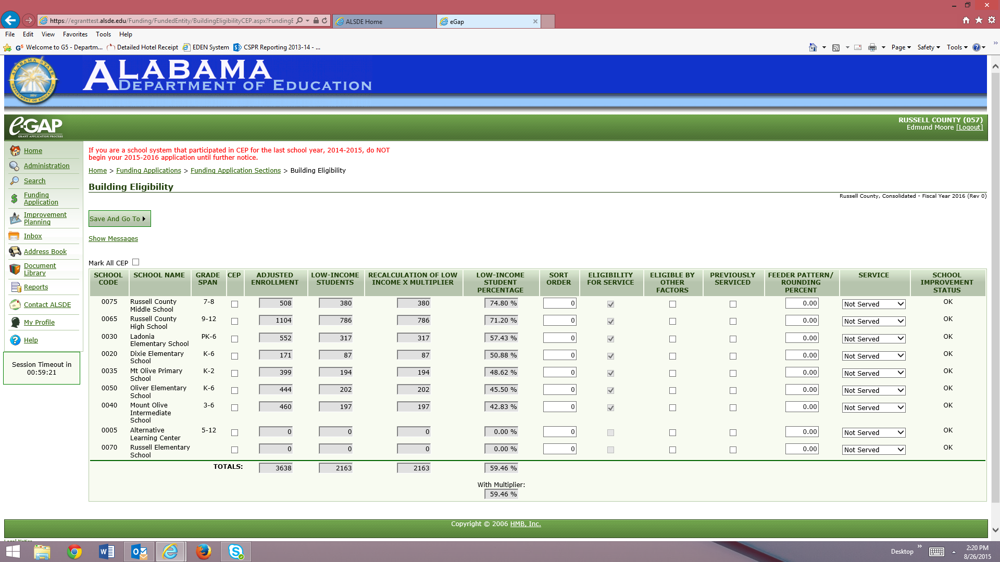 https://egranttest.alsde.edu/Funding/FundedEntity/BuildingEligibilityCEP.aspx?FundingE
ALSDE Home
eGap
File Edit View Favorites Tools Help
G5 Welcome to G5 - Departm... Detailed Hotel Receipt EDEN System CSPR Reporting 2013-14 - ...
Page Safety Tools
ALABAMA
DEPARTMENT OF EDUCATION
e-GAP
GRANT APPLICATION PROCESS
RUSSELL COUNTY (057)
Edmund Moore [Logout]
Home
Administration
Search
Funding
Application
Improvement
Planning
Inbox
Address Book
Document
Library
Reports
Contact ALSDE
My Profile
Help
Session Timeout in
00:59:21
If you are a school system that participated in CEP for the last school year, 2014-2015, do NOT
begin your 2015-2016 application until further notice.
Home > Funding Applications > Funding Application Sections > Building Eligibility
Building Eligibility
Russell County, Consolidated - Fiscal Year 2016 (Rev 0)
Save And Go To
Show Messages
Mark All CEP
SCHOOL CODE SCHOOL NAME GRADE SPAN CEP ADJUSTED ENROLLMENT LOW-INCOME STUDENTS RECALCULATION OF LOW INCOME X MULTIPLIER LOW-INCOME STUDENT PERCENTAGE SORT ORDER ELIGIBILITY FOR SERVICE ELIGIBLE BY OTHER FACTORS PREVIOUSLY SERVICED FEEDER PATTERN/ ROUNDING PERCENT SERVICE SCHOOL IMPROVEMENT STATUS
0075 Russell County Middle School 7-8 508 380 380 74.80 % 0 0.00 Not Served OK
0065 Russell County High School 9-12 1104 786 786 71.20 % 0 0.00 Not Served OK
0030 Ladonia Elementary School PK-6 552 317 317 57.43 % 0 0.00 Not Served OK
0020 Dixie Elementary School K-6 171 87 87 50.88 % 0 0.00 Not Served OK
0035 Mt Olive Primary School K-2 399 194 194 48.62 % 0 0.00 Not Served OK
0050 Oliver Elementary School K-6 444 202 202 45.50 % 0 0.00 Not Served OK
0040 Mount Olive Intermediate School 3-6 460 197 197 42.83 % 0 0.00 Not Served OK
0005 Alternative Learning Center 5-12 0 0 0 0.00 % 0 0.00 Not Served OK
0070 Russell Elementary School 0 0 0 0.00 % 0 0.00 Not Served OK
TOTALS: 3638 2163 2163 59.46 %
With Multiplier:
59.46 %
Copyright © 2006 HMB, Inc.
Desktop
2:20 PM
8/26/2015